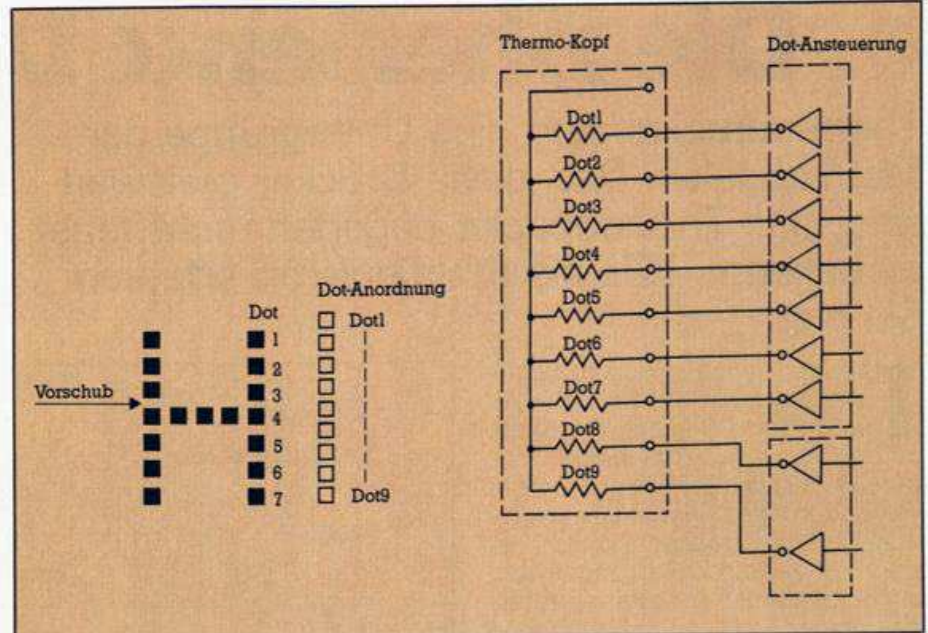 Thermo-Kopf
Dot-Ansteuerung
Dot1
Dot2
Dot3
Dot4
Dot5
Dot6
Dot7
Dot8
Dot9
Dot-Anordnung
Dot
Dot1
1
2
3
4
5
6
7
Vorschub
Dot9